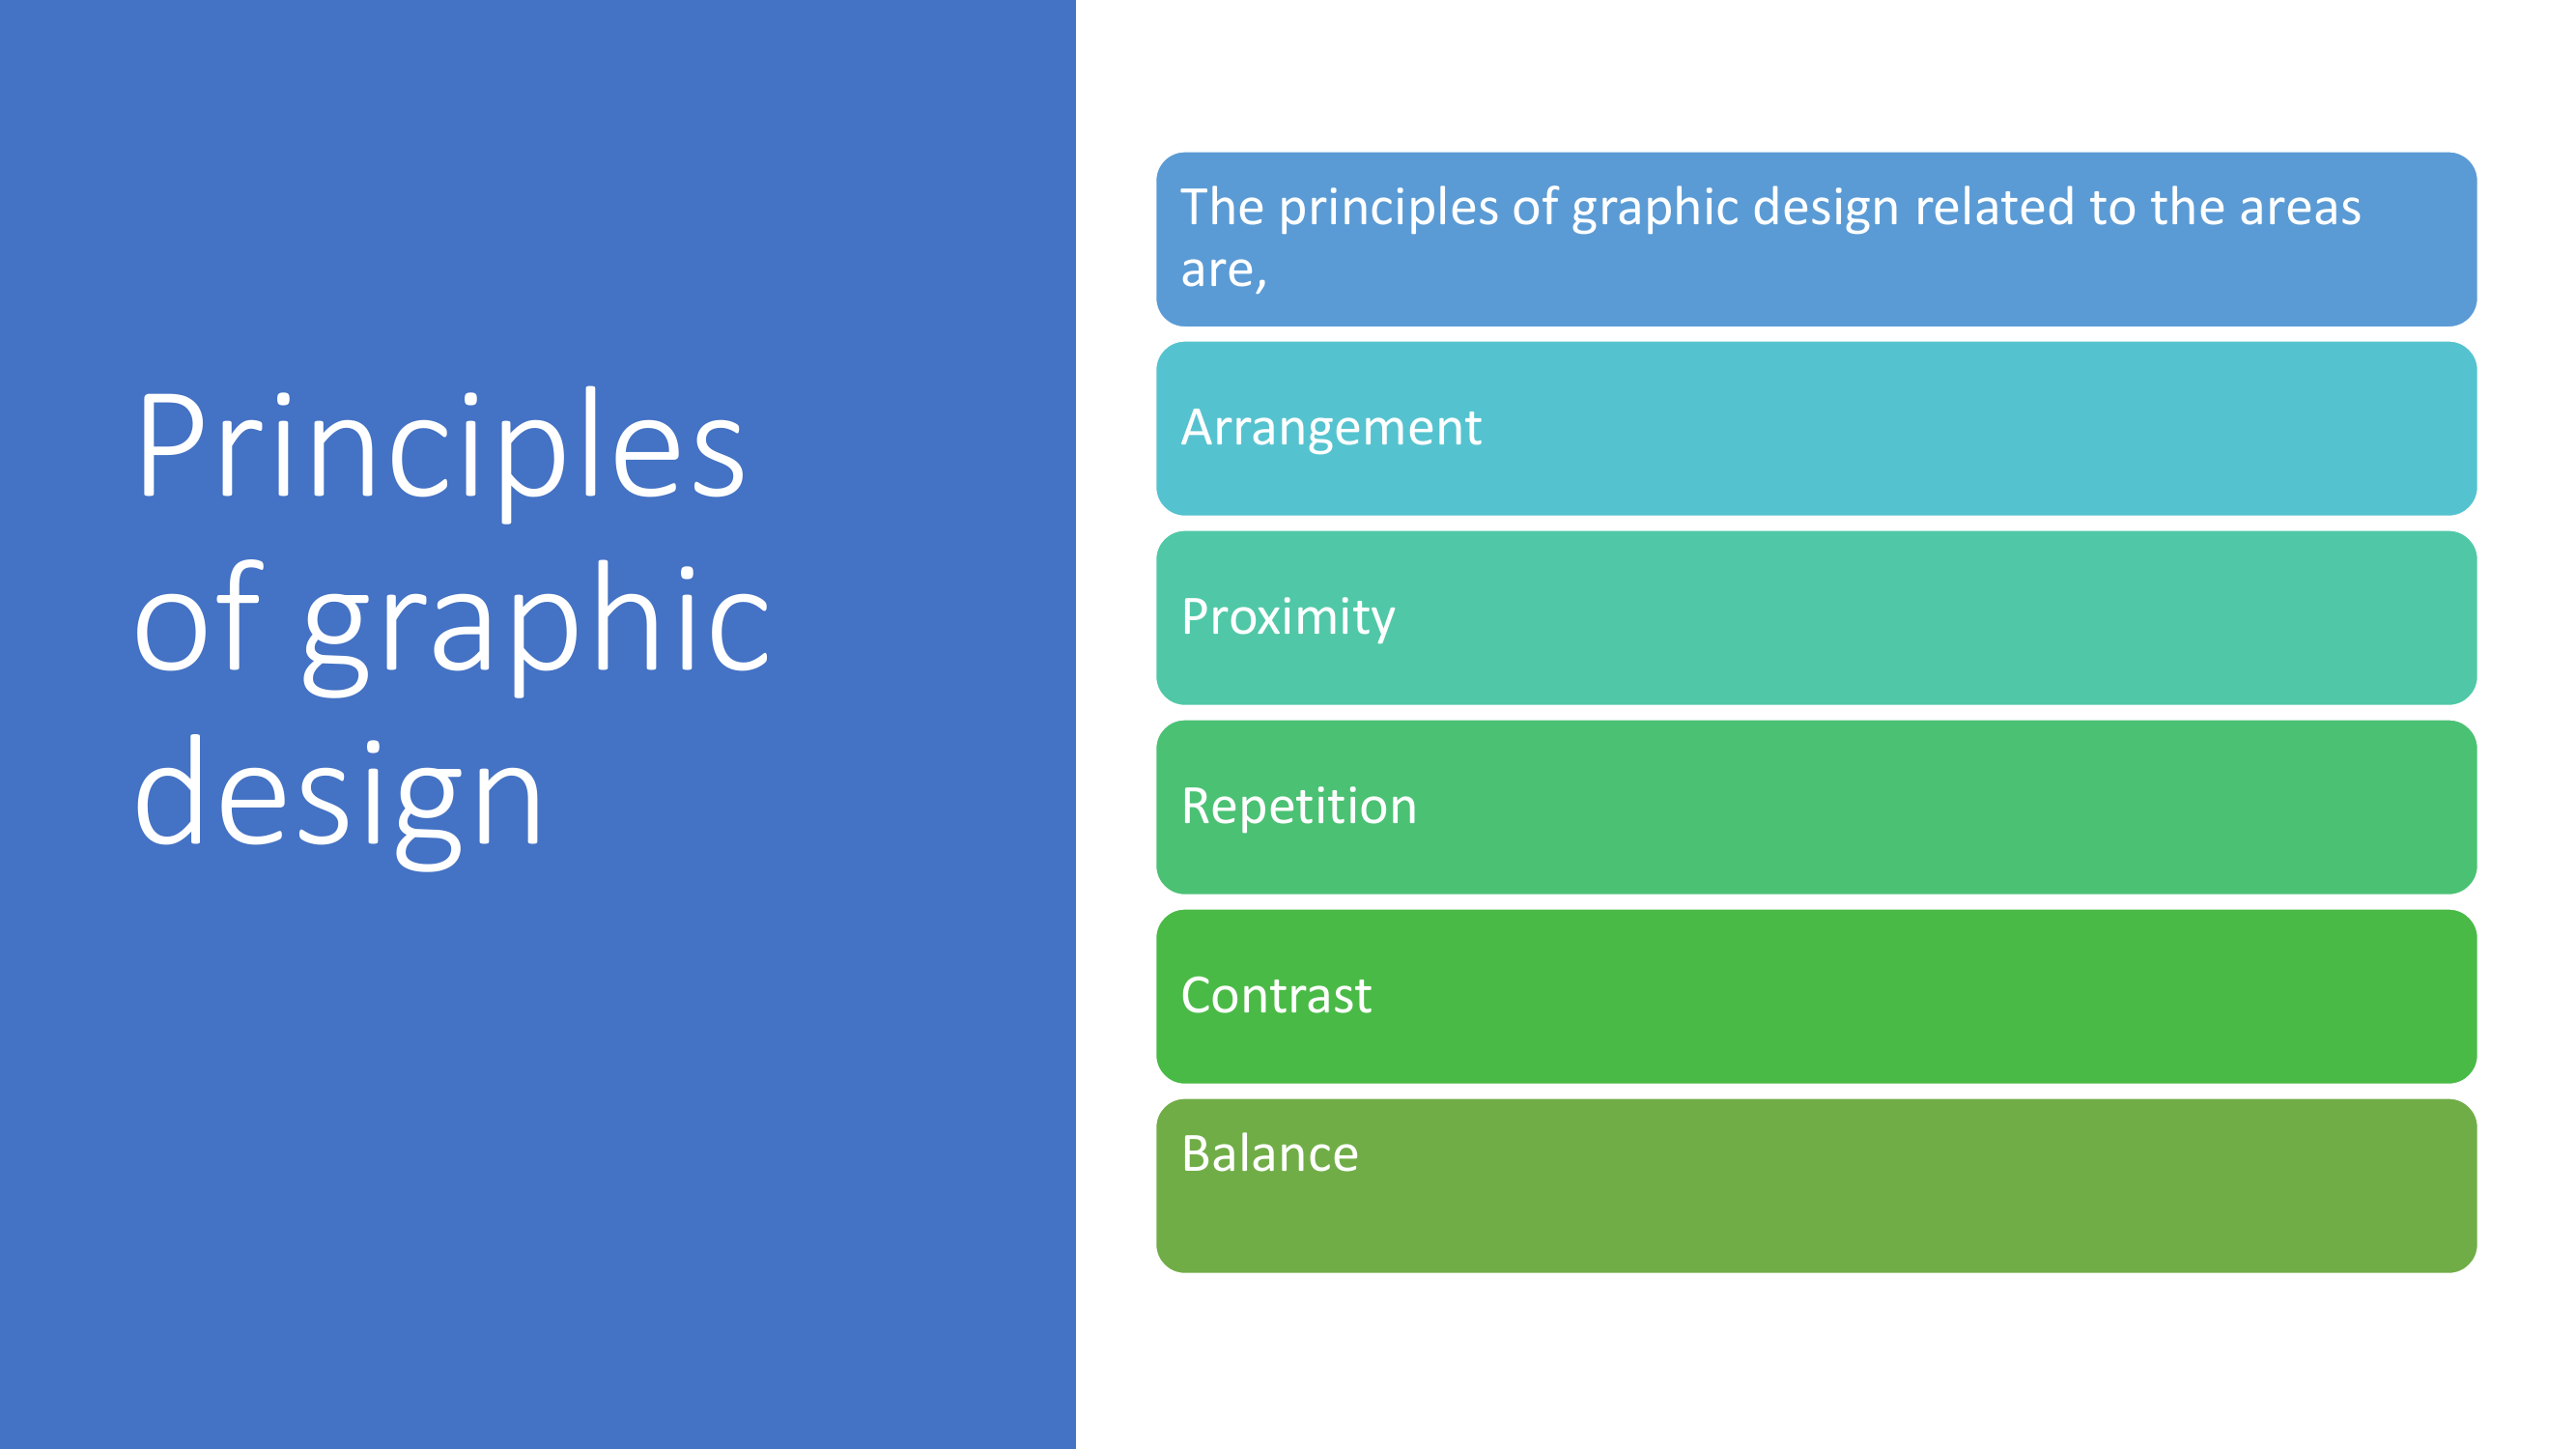 Principles
of graphic
design
The principles of graphic design related to the areas
are,
Arrangement
Proximity
Repetition
Contrast
Balance